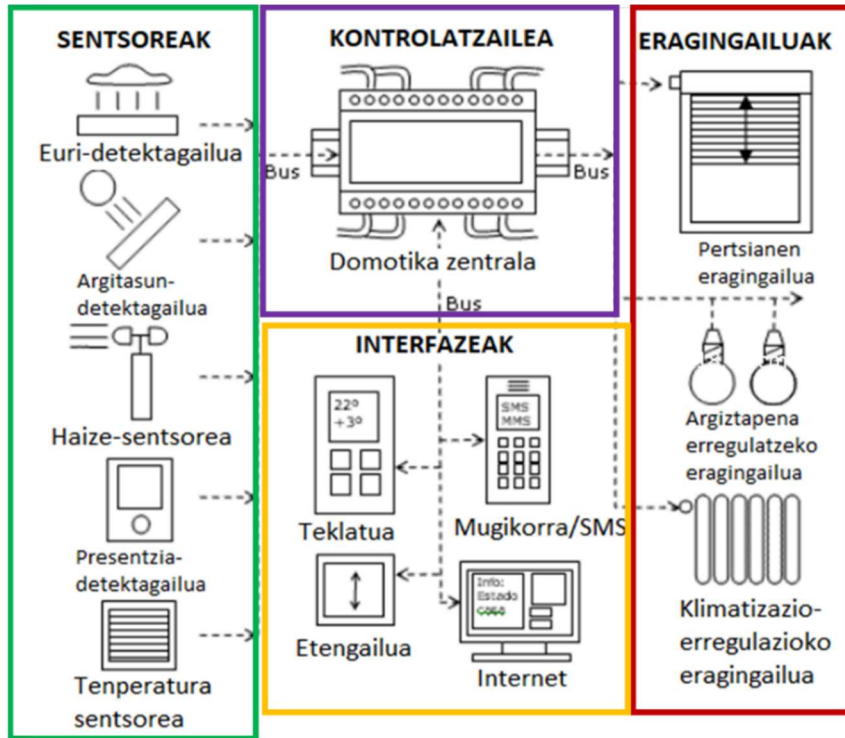 SENTSOREAK
Euri-detektagailua
Argitasun-
detektagailua
Haize-sentsorea
Presentzia-
detektagailua
Tenperatura
sentsorea
KONTROLATZAILEA
Bus
Bus
Domotika zentrala
Bus
INTERFAZEAK
22º
+3º
Teklatua
SMS
MMS
Mugikorra/SMS
Etengailua
Info:
Estado
casa
Internet
ERAGINGAILUAK
Pertsianen
eragingailua
Argiztapena
erregulatzeko
eragingailua
Klimatizazio-
erregulazioko
eragingailua